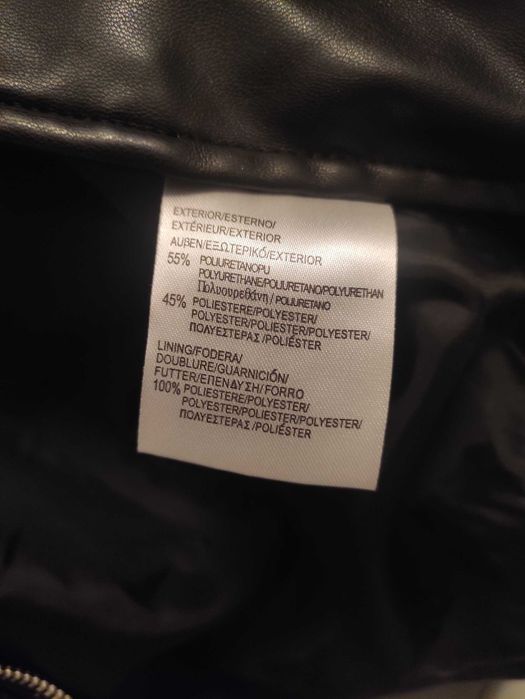 EXTERIOR/ESTERNO/
EXTÉRIEUR/EXTERIOR
AUßEN/ΕΞΩΤΕΡΙΚΌ/EXTERIOR
55% POLIURETANOPU
POLYURETHANE/POLIURETANO/POLYURETHAN
Πολυουρεθάνη / POLIURETANO
45% POLIESTERE/POLYESTER/
POLYESTER/POLIESTER/POLYESTER/
ΠΟΛΥΕΣΤΕΡΑΣ /POLIÉSTER
LINING/FODERA/
DOUBLURE/GUARNICIÓN/
FUTTER/ΕΠΕΝΔΥΣΗ/FORRO
100% POLIESTERE/POLYESTER/
POLYESTER/POLIESTER/POLYESTER/
ΠΟΛΥΕΣΤΕΡΑΣ /POLIÉSTER